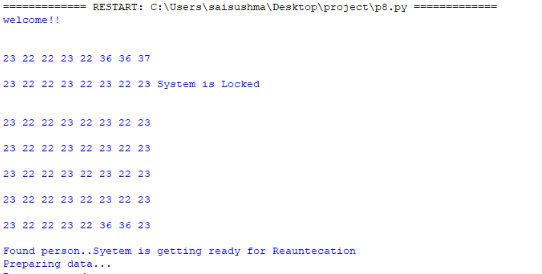 ============= RESTART: C:\Users\saisushma\Desktop\project\p8.py =============
welcome!!
23 22 22 23 22 36 36 37
23 22 22 23 22 23 22 23 System is Locked
23 22 22 23 22 23 22 23
23 22 22 23 22 23 22 23
23 22 22 23 22 23 22 23
23 22 22 23 22 23 22 23
23 22 22 23 22 36 36 23
Found person..Syetem is getting ready for Reauntecation
Preparing data...